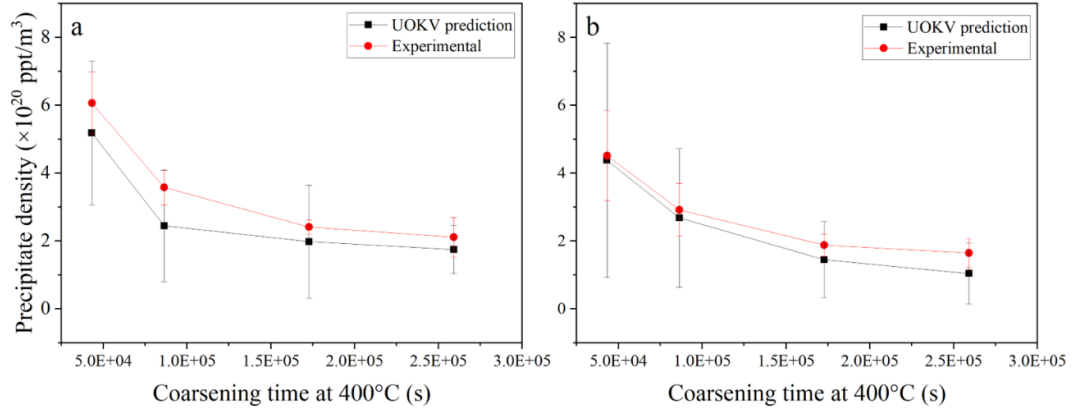 a
UOKV prediction
Experimental
8
6
4
2
0
5.0E+04 1.0E+05 1.5E+05 2.0E+05 2.5E+05 3.0E+05
Precipitate density (×10²⁰ ppt/m³)
Coarsening time at 400°C (s)
b
UOKV prediction
Experimental
8
6
4
2
0
5.0E+04 1.0E+05 1.5E+05 2.0E+05 2.5E+05 3.0E+05
Coarsening time at 400°C (s)